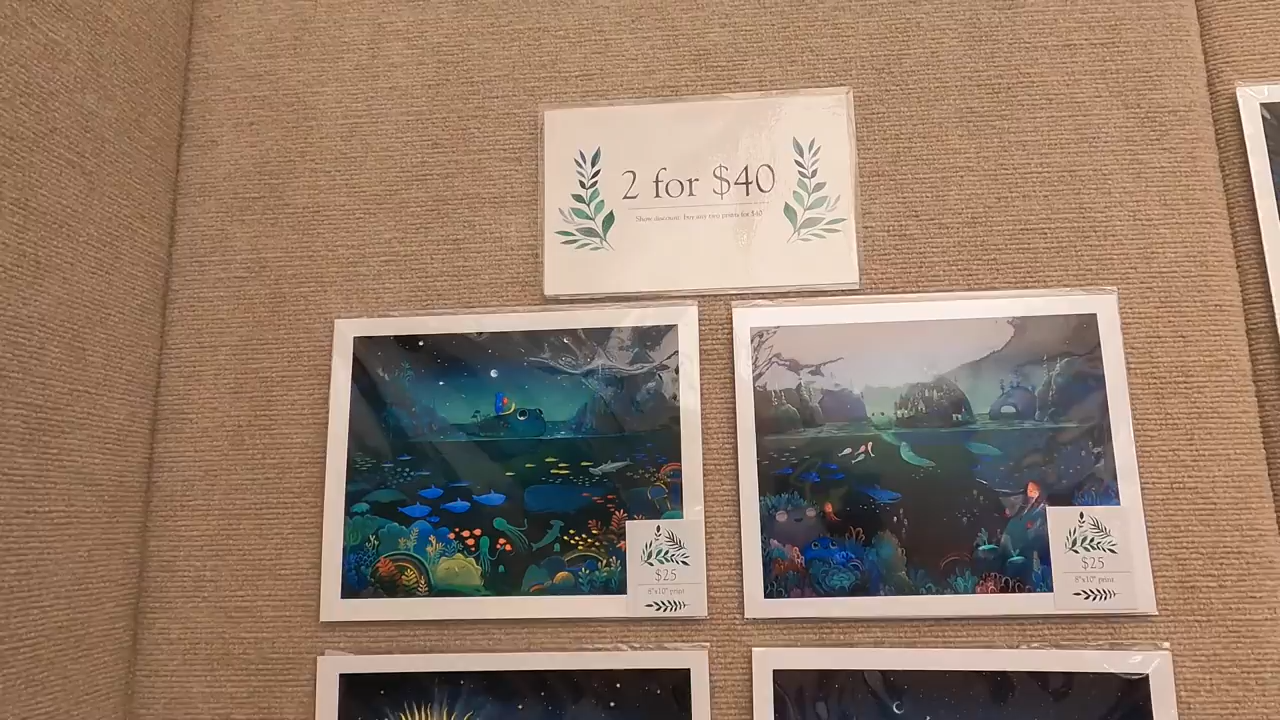 2 for $40
Show discount: buy any two prints for $40
$25
8"x10" print
$25
8"x10" print